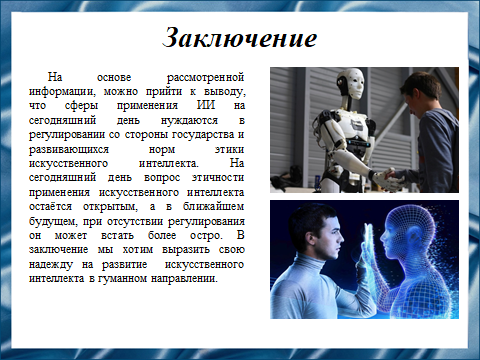 Заключение
На основе рассмотренной
информации, можно прийти к выводу,
что сферы применения ИИ на
сегодняшний день нуждаются в
регулировании со стороны государства и
развивающихся норм этики
искусственного интеллекта. На
сегодняшний день вопрос этичности
применения искусственного интеллекта
остаётся открытым, а в ближайшем
будущем, при отсутствии регулирования
он может встать более остро. В
заключение мы хотим выразить свою
надежду на развитие искусственного
интеллекта в гуманном направлении.